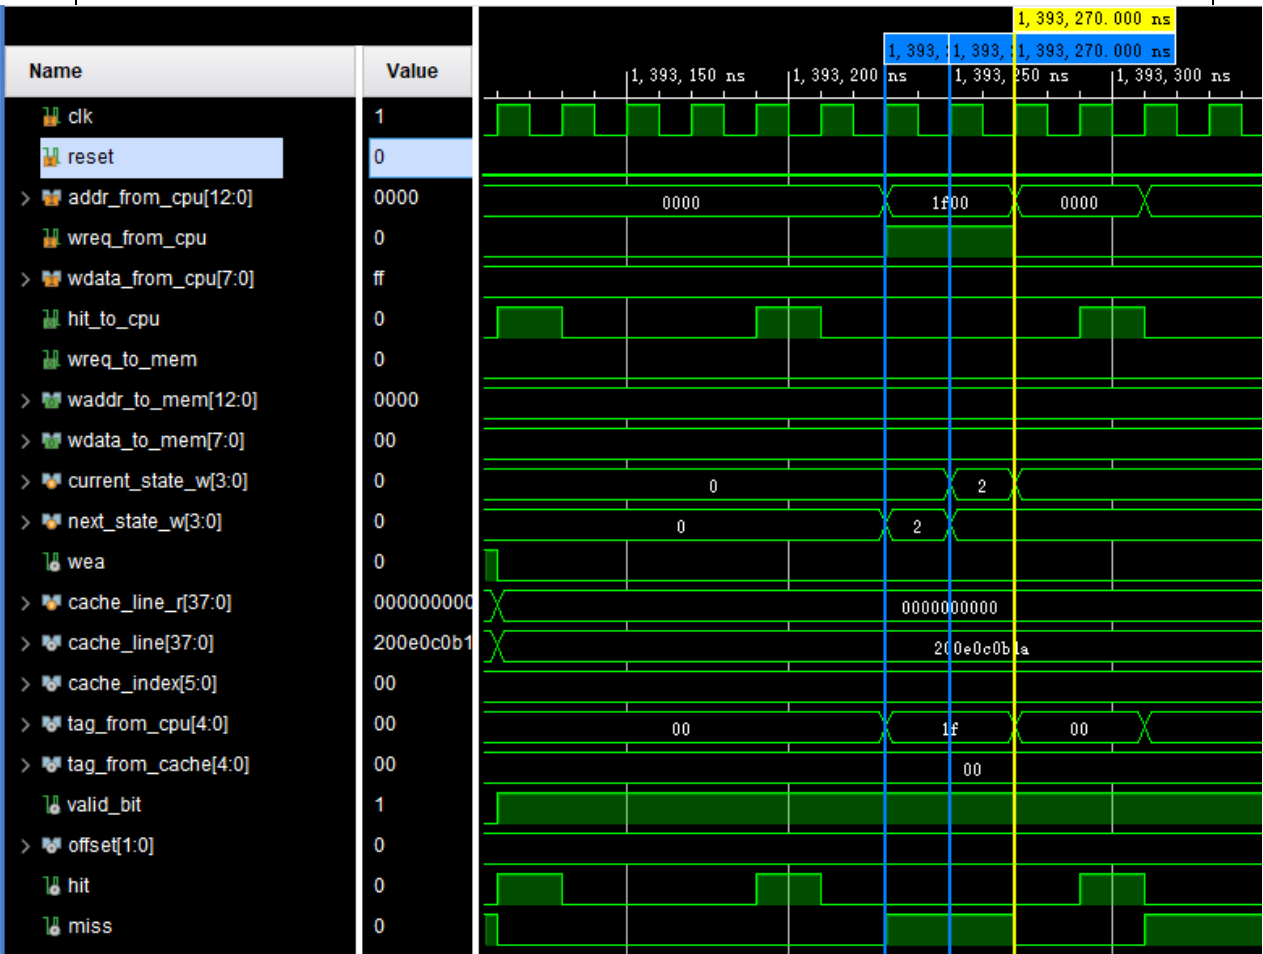 1, 393, 270. 000 ns
1, 393, 1, 393, 1, 393, 270. 000 ns
Name Value 1, 393, 150 ns 1, 393, 200 ns 1, 393, 250 ns 1, 393, 300 ns
clk 1
reset 0
addr_from_cpu[12:0] 0000 0000 1f00 0000
wreq_from_cpu 0
wdata_from_cpu[7:0] ff
hit_to_cpu 0
wreq_to_mem 0
waddr_to_mem[12:0] 0000
wdata_to_mem[7:0] 00
current_state_w[3:0] 0 0 2
next_state_w[3:0] 0 0 2
wea 0
cache_line_r[37:0] 000000000 0000000000
cache_line[37:0] 200e0c0b1 200e0c0b1a
cache_index[5:0] 00
tag_from_cpu[4:0] 00 00 1f 00
tag_from_cache[4:0] 00 00
valid_bit 1
offset[1:0] 0
hit 0
miss 0